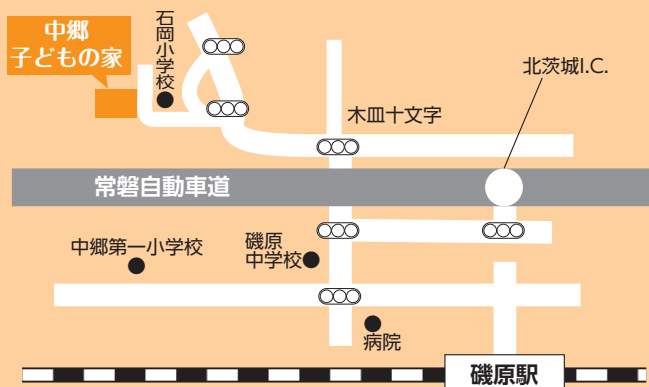 中郷
子どもの家
石岡小学校
北茨城I.C.
木皿十文字
常磐自動車道
中郷第一小学校
磯原
中学校
病院
磯原駅